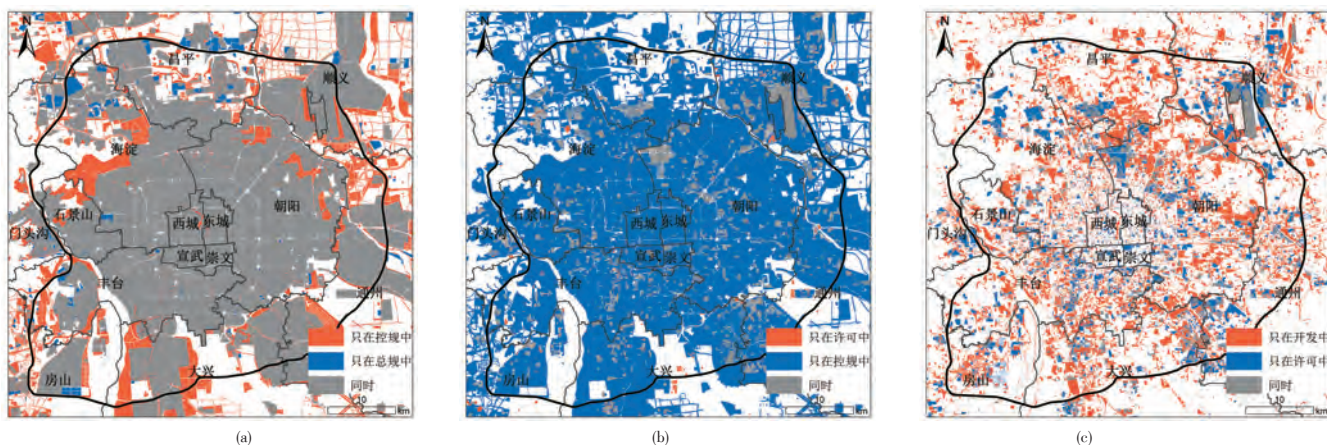 N
昌平
顺义
海淀
朝阳
石景山
西城 东城
门头沟
宣武 崇文
丰台
通州
只在控规中
只在总规中
大兴
同时
房山
10
km
(a)
N
昌平
顺义
海淀
朝阳
石景山
西城 东城
门头沟
宣武 崇文
丰台
通州
只在许可中
只在控规中
大兴
同时
房山
10
km
(b)
N
昌平
顺义
海淀
朝阳
石景山
西城 东城
门头沟
宣武 崇文
丰台
通州
只在开发中
只在许可中
大兴
同时
房山
10
km
(c)